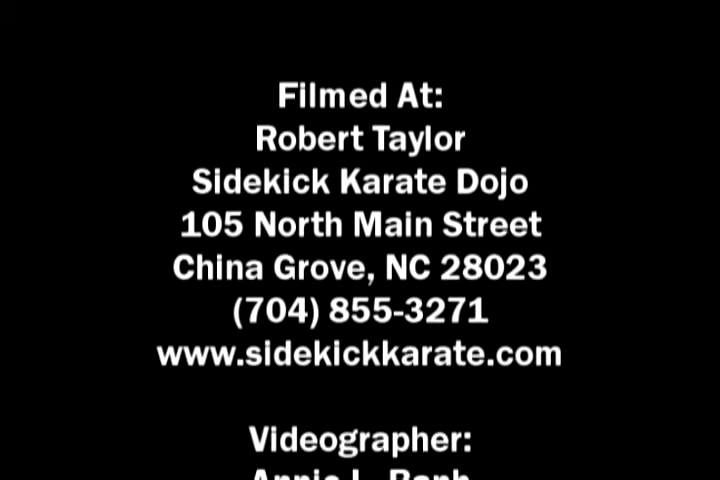 Filmed At:
Robert Taylor
Sidekick Karate Dojo
105 North Main Street
China Grove, NC 28023
(704) 855-3271
www.sidekickkarate.com
Videographer: